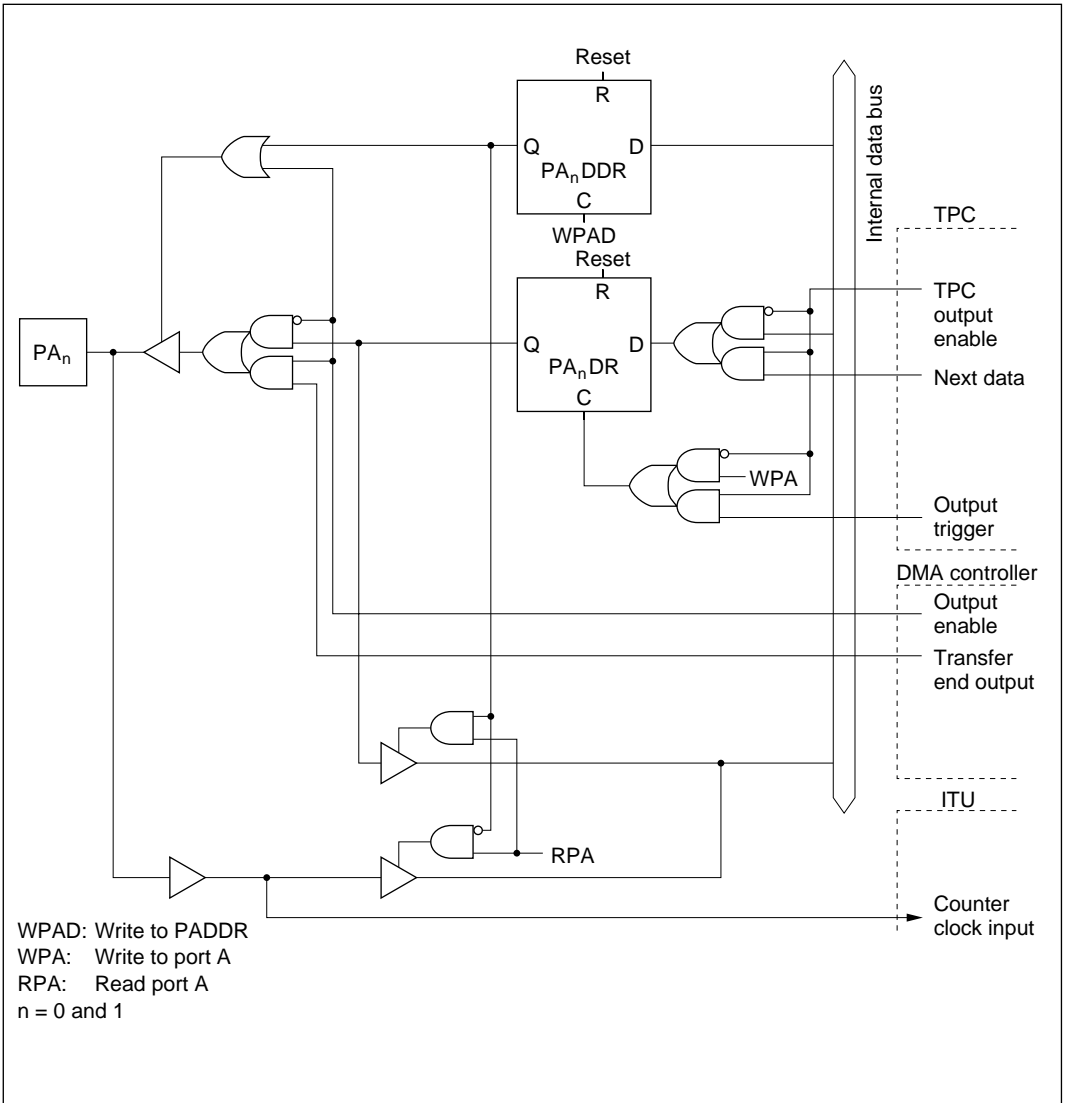 Reset
R
Q D
PAnDDR
C
WPAD
Internal data bus
TPC
Reset
R
Q D
PAnDR
C
PAn
TPC
output
enable
Next data
WPA
Output
trigger
DMA controller
Output
enable
Transfer
end output
ITU
RPA
Counter
clock input
WPAD: Write to PADDR
WPA: Write to port A
RPA: Read port A
n = 0 and 1